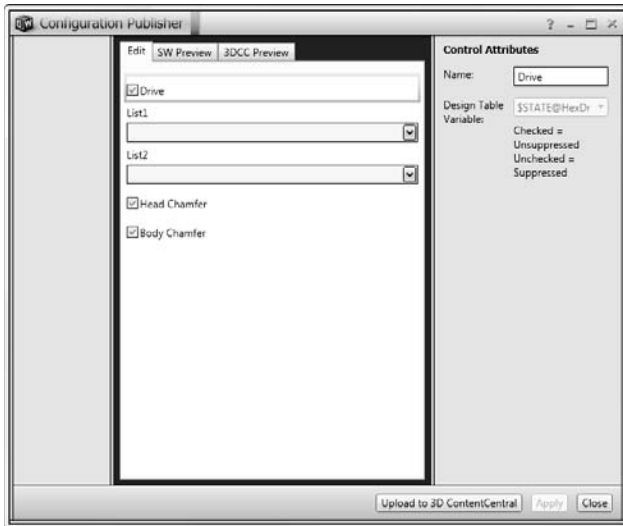 SW Configuration Publisher
? - □ ×
Edit SW Preview 3DCC Preview
Drive
List1
List2
Head Chamfer
Body Chamfer
Control Attributes
Name: Drive
Design Table Variable: $STATE@HexDr
Checked =
Unsuppressed
Unchecked =
Suppressed
Upload to 3D ContentCentral Apply Close